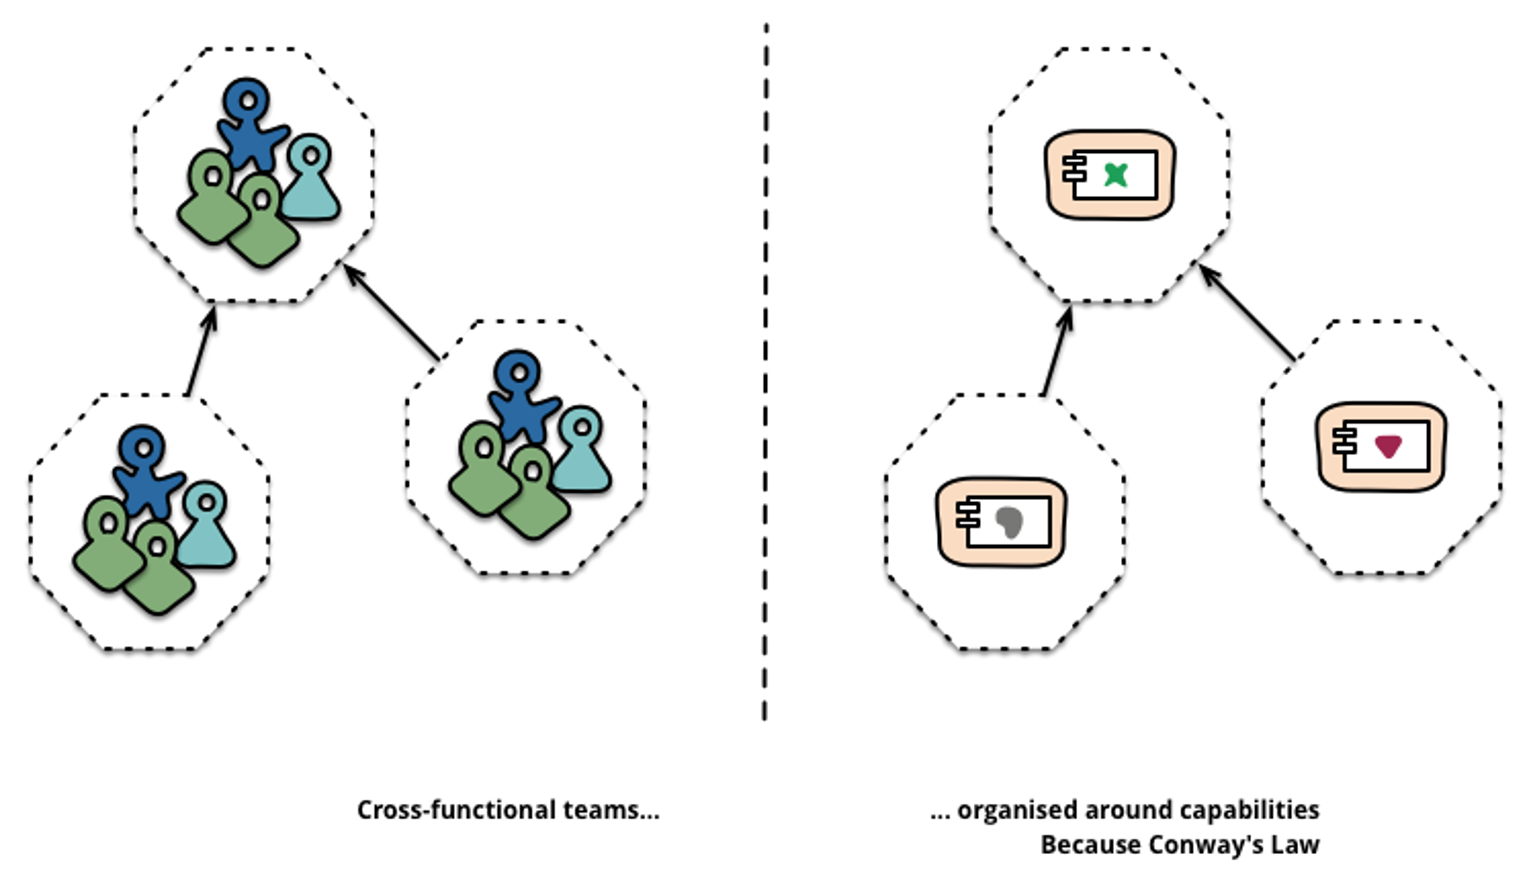 Cross-functional teams...
... organised around capabilities
Because Conway's Law